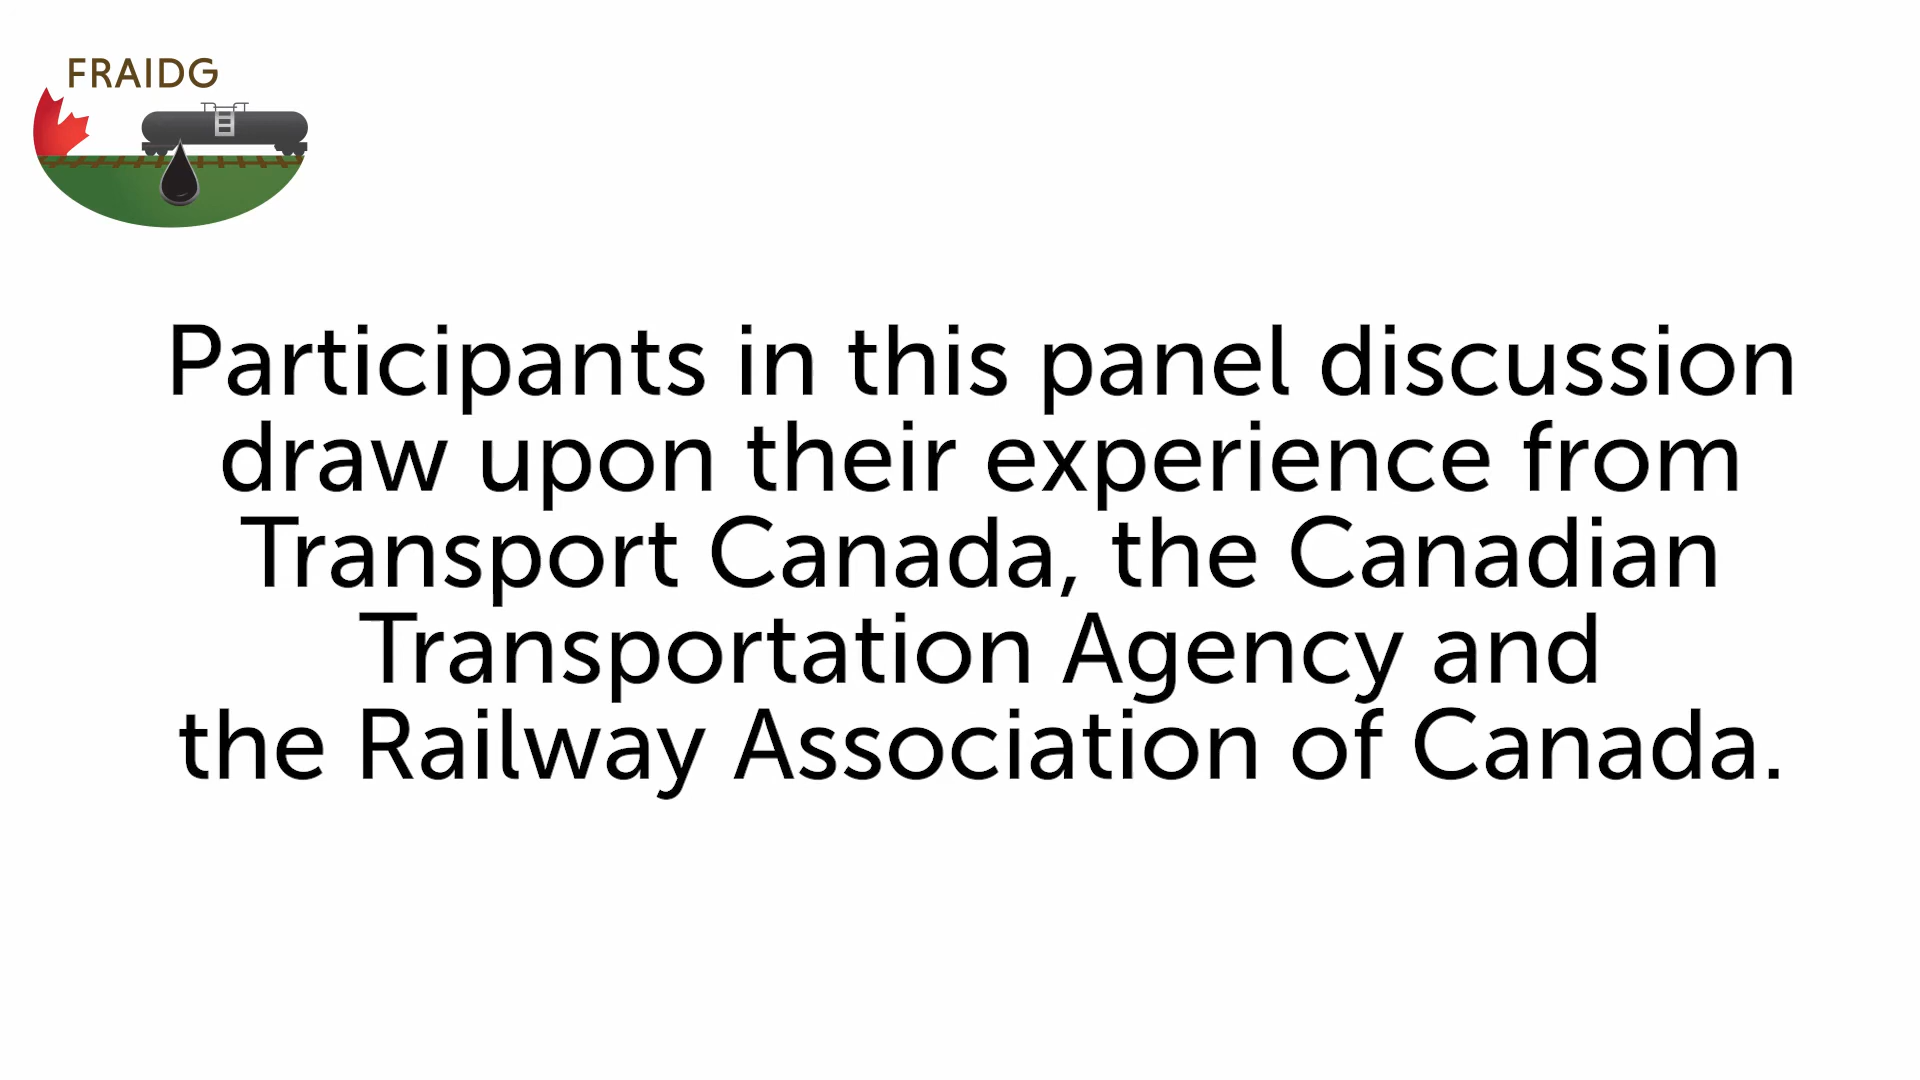 FRAIDG
Participants in this panel discussion
draw upon their experience from
Transport Canada, the Canadian
Transportation Agency and
the Railway Association of Canada.